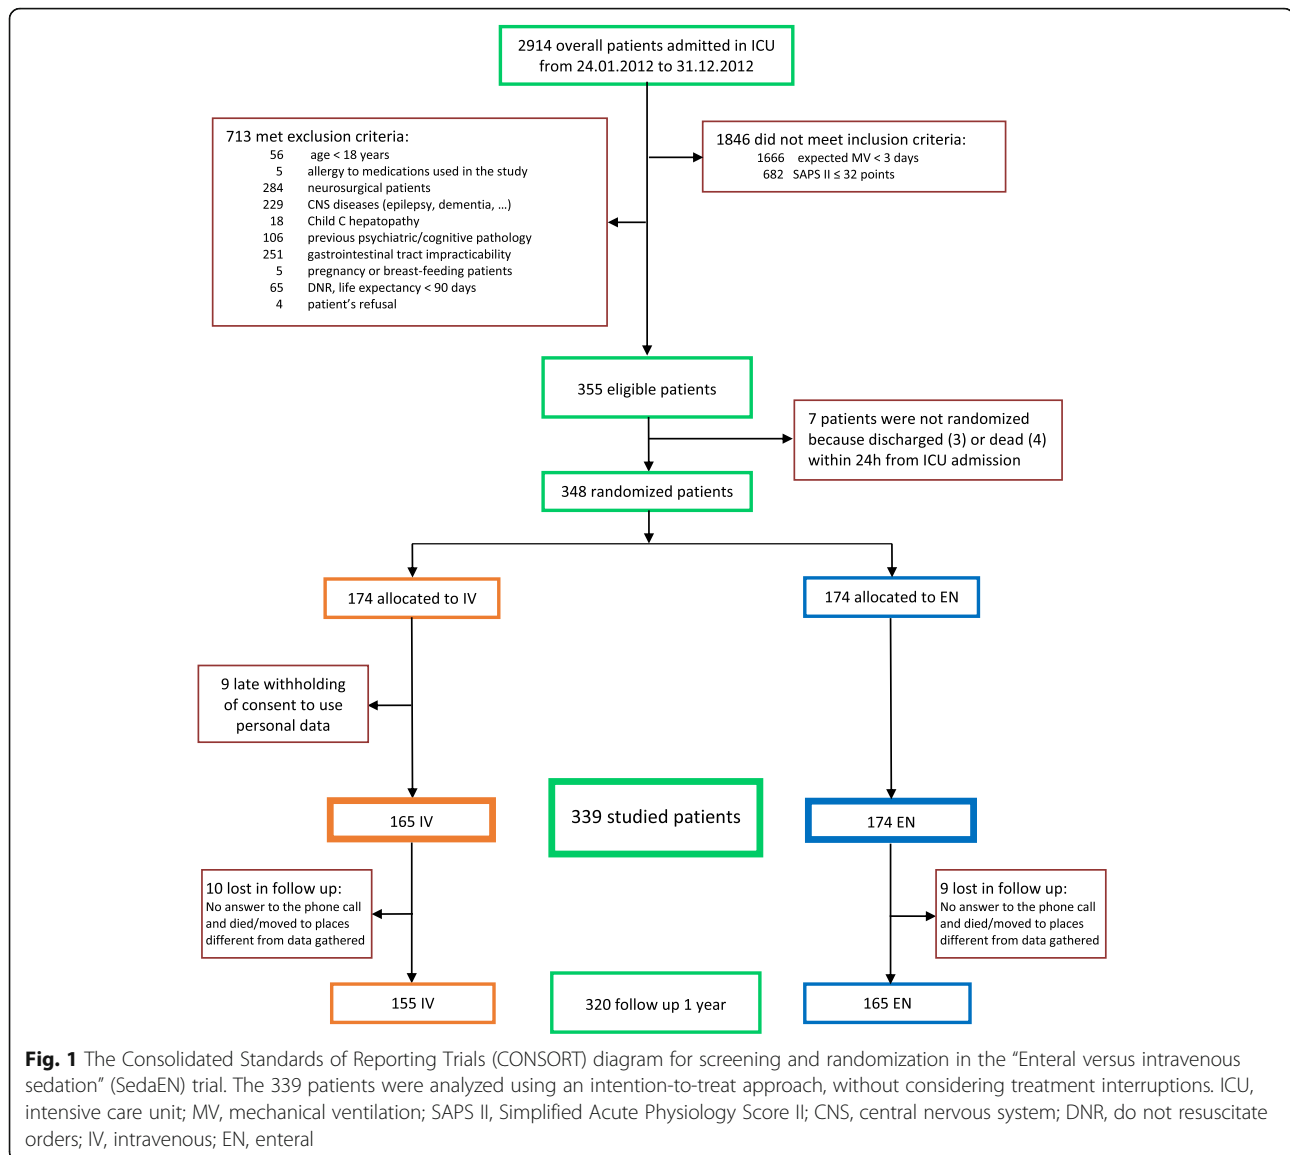 2914 overall patients admitted in ICU
from 24.01.2012 to 31.12.2012
713 met exclusion criteria:
56 age < 18 years
5 allergy to medications used in the study
284 neurosurgical patients
229 CNS diseases (epilepsy, dementia, ...)
18 Child C hepatopathy
106 previous psychiatric/cognitive pathology
251 gastrointestinal tract impracticability
5 pregnancy or breast-feeding patients
65 DNR, life expectancy < 90 days
4 patient's refusal
1846 did not meet inclusion criteria:
1666 expected MV < 3 days
682 SAPS II ≤ 32 points
355 eligible patients
7 patients were not randomized
because discharged (3) or dead (4)
within 24h from ICU admission
348 randomized patients
174 allocated to IV
174 allocated to EN
9 late withholding
of consent to use
personal data
165 IV
339 studied patients
174 EN
10 lost in follow up:
No answer to the phone call
and died/moved to places
different from data gathered
9 lost in follow up:
No answer to the phone call
and died/moved to places
different from data gathered
155 IV
320 follow up 1 year
165 EN
Fig. 1 The Consolidated Standards of Reporting Trials (CONSORT) diagram for screening and randomization in the "Enteral versus intravenous
sedation" (SedaEN) trial. The 339 patients were analyzed using an intention-to-treat approach, without considering treatment interruptions. ICU,
intensive care unit; MV, mechanical ventilation; SAPS II, Simplified Acute Physiology Score II; CNS, central nervous system; DNR, do not resuscitate
orders; IV, intravenous; EN, enteral